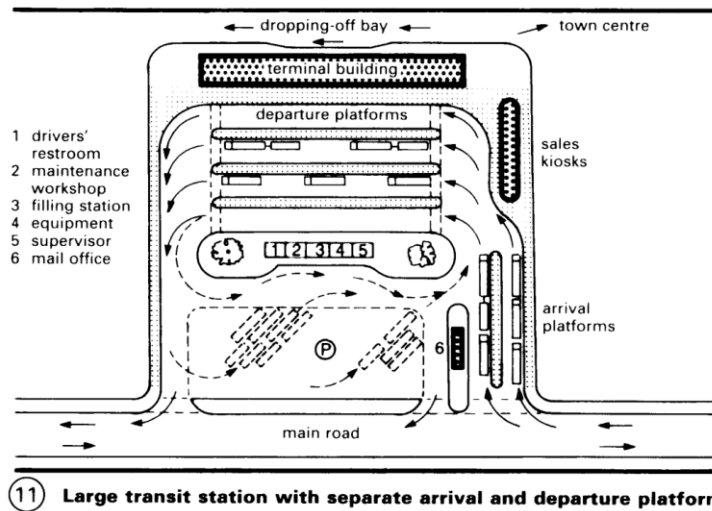 dropping-off bay
town centre
terminal building
departure platforms
1 drivers'
restroom
2 maintenance
workshop
3 filling station
4 equipment
5 supervisor
6 mail office
sales
kiosks
1 2 3 4 5
arrival
platforms
P
6
main road
11 Large transit station with separate arrival and departure platforr